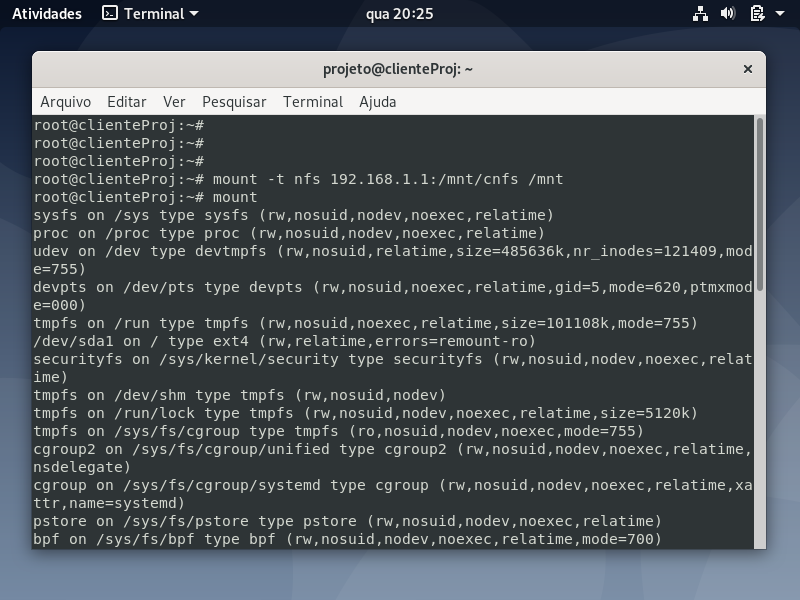 Atividades Terminal qua 20:25
projeto@clienteProj: ~ ×
Arquivo Editar Ver Pesquisar Terminal Ajuda
root@clienteProj:~#
root@clienteProj:~#
root@clienteProj:~#
root@clienteProj:~# mount -t nfs 192.168.1.1:/mnt/cnfs /mnt
root@clienteProj:~# mount
sysfs on /sys type sysfs (rw,nosuid,nodev,noexec,relatime)
proc on /proc type proc (rw,nosuid,nodev,noexec,relatime)
udev on /dev type devtmpfs (rw,nosuid,relatime,size=485636k,nr_inodes=121409,mod
e=755)
devpts on /dev/pts type devpts (rw,nosuid,noexec,relatime,gid=5,mode=620,ptmxmod
e=000)
tmpfs on /run type tmpfs (rw,nosuid,noexec,relatime,size=101108k,mode=755)
/dev/sda1 on / type ext4 (rw,relatime,errors=remount-ro)
securityfs on /sys/kernel/security type securityfs (rw,nosuid,nodev,noexec,relat
ime)
tmpfs on /dev/shm type tmpfs (rw,nosuid,nodev)
tmpfs on /run/lock type tmpfs (rw,nosuid,nodev,noexec,relatime,size=5120k)
tmpfs on /sys/fs/cgroup type tmpfs (ro,nosuid,nodev,noexec,mode=755)
cgroup2 on /sys/fs/cgroup/unified type cgroup2 (rw,nosuid,nodev,noexec,relatime,
nsdelegate)
cgroup on /sys/fs/cgroup/systemd type cgroup (rw,nosuid,nodev,noexec,relatime,xa
ttr,name=systemd)
pstore on /sys/fs/pstore type pstore (rw,nosuid,nodev,noexec,relatime)
bpf on /sys/fs/bpf type bpf (rw,nosuid,nodev,noexec,relatime,mode=700)